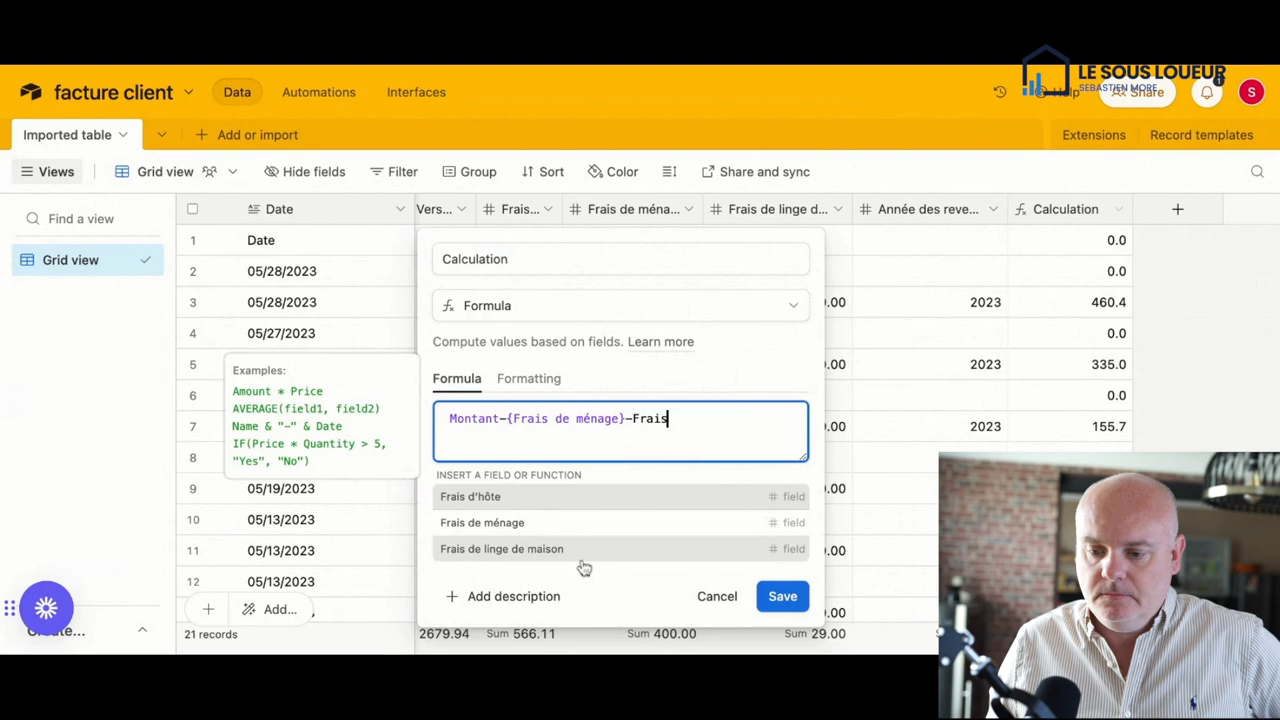 LE SOUS LOUEUR
SEBASTIEN MORE
facture client
Data
Automations
Interfaces
Help
Share
S
Imported table
Add or import
Extensions
Record templates
Views
Grid view
Hide fields
Filter
Group
Sort
Color
Share and sync
Find a view
Grid view
Date
Vers...
Frais...
Frais de ména...
Frais de linge d...
Année des reve...
Calculation
1 Date 0.0
2 05/28/2023 0.0
3 05/28/2023 .00 2023 460.4
4 05/27/2023 0.0
5 .00 2023 335.0
6 0.0
7 .00 2023 155.7
8
9 05/19/2023 .00
10 05/13/2023
11 05/13/2023 .00
12 05/13/2023
.00
Calculation
Formula
Compute values based on fields. Learn more
Formula Formatting
Montant-{Frais de ménage}-Frais
INSERT A FIELD OR FUNCTION
Frais d'hôte field
Frais de ménage field
Frais de linge de maison field
Add description
Cancel
Save
Examples:
Amount * Price
AVERAGE(field1, field2)
Name & "-" & Date
IF(Price * Quantity > 5,
"Yes", "No")
Add...
21 records
2679.94
Sum 566.11
Sum 400.00
Sum 29.00